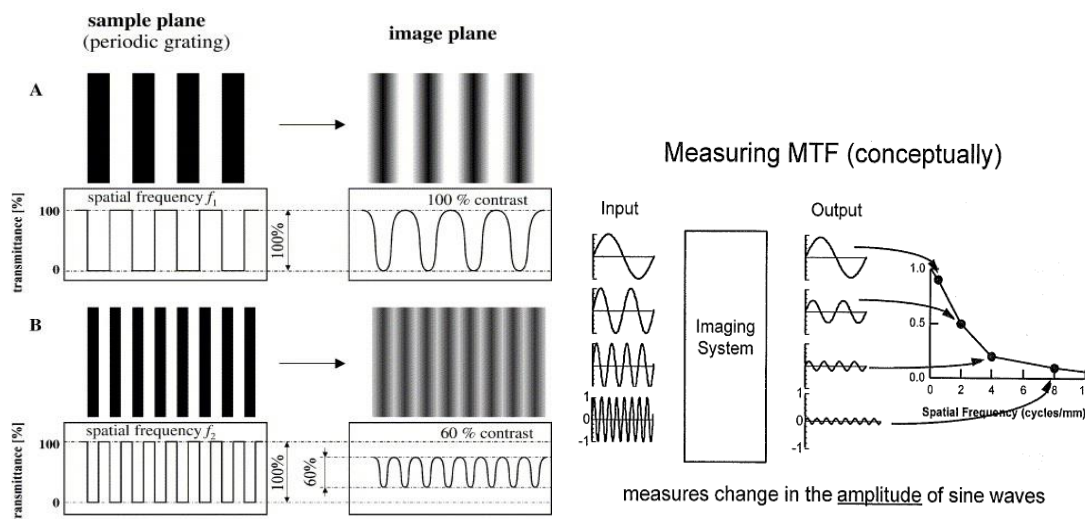 sample plane
(periodic grating)
image plane
A
transmittance [%]
100
0
spatial frequency f1
100%
100 % contrast
B
transmittance [%]
100
0
spatial frequency f2
100%
60%
60 % contrast
Measuring MTF (conceptually)
Input
Output
1
0
-1
Imaging
System
1
0
-1
1.0
0.5
0.0
0 2 4 6 8 1
Spatial Frequency (cycles/mm)
measures change in the amplitude of sine waves